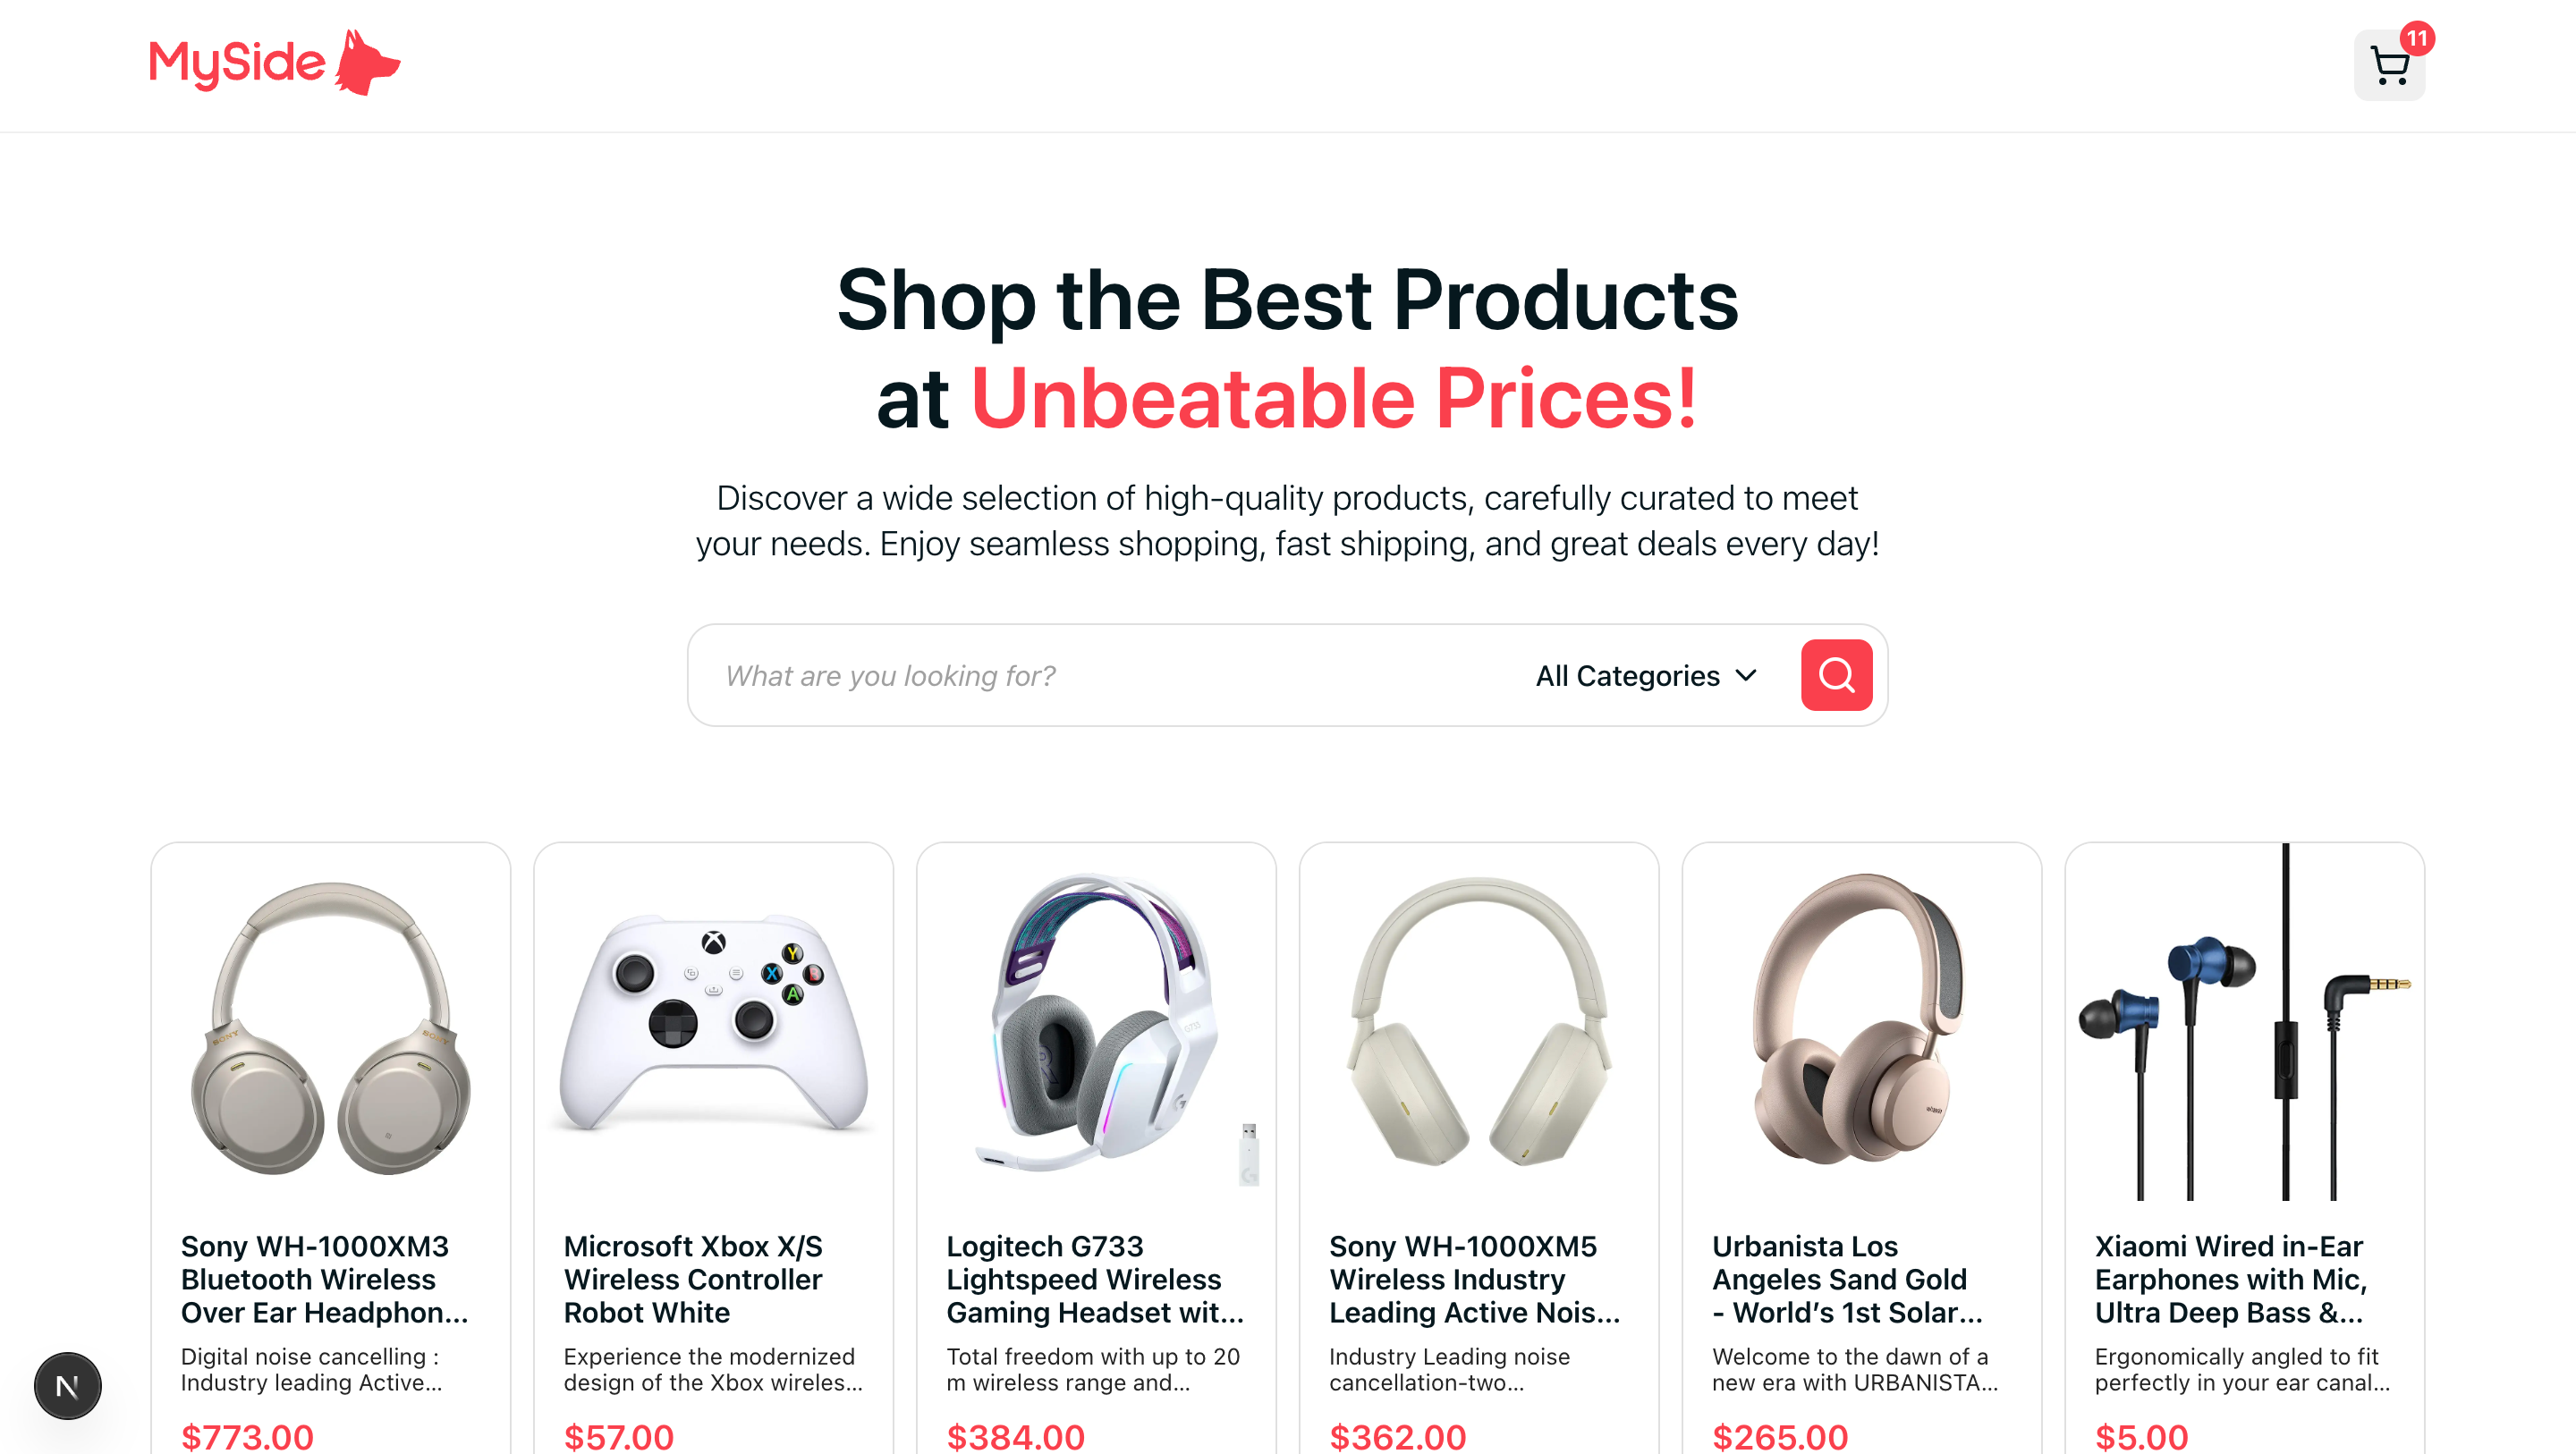 MySide
11
Shop the Best Products
at Unbeatable Prices!
Discover a wide selection of high-quality products, carefully curated to meet
your needs. Enjoy seamless shopping, fast shipping, and great deals every day!
What are you looking for?
All Categories
SONY
SONY
Y
X
B
A
G733
Sony WH-1000XM3
Bluetooth Wireless
Over Ear Headphon...
Digital noise cancelling :
Industry leading Active...
$773.00
Microsoft Xbox X/S
Wireless Controller
Robot White
Experience the modernized
design of the Xbox wireles...
$57.00
Logitech G733
Lightspeed Wireless
Gaming Headset wit...
Total freedom with up to 20
m wireless range and...
$384.00
Sony WH-1000XM5
Wireless Industry
Leading Active Nois...
Industry Leading noise
cancellation-two...
$362.00
Urbanista Los
Angeles Sand Gold
- World’s 1st Solar...
Welcome to the dawn of a
new era with URBANISTA...
$265.00
Xiaomi Wired in-Ear
Earphones with Mic,
Ultra Deep Bass &...
Ergonomically angled to fit
perfectly in your ear canal...
$5.00
N